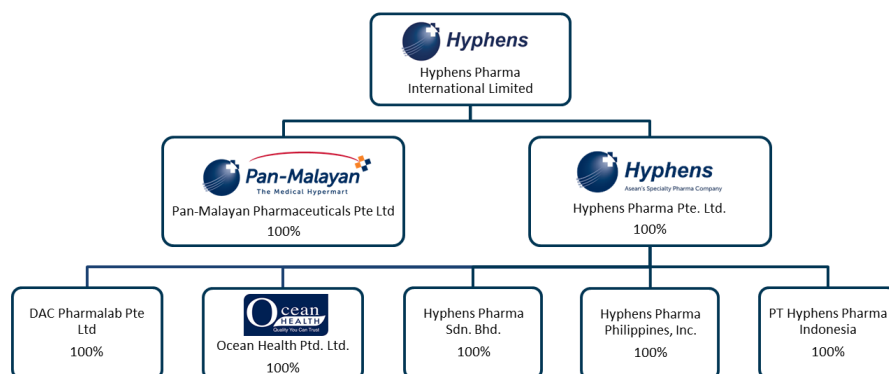 Hyphens
Hyphens Pharma
International Limited
Pan-Malayan
The Medical Hypermart
Pan-Malayan Pharmaceuticals Pte Ltd
100%
Hyphens
Asean's Specialty Pharma Company
Hyphens Pharma Pte. Ltd.
100%
DAC Pharmalab Pte
Ltd
100%
Ocean
HEALTH
Quality You Can Trust
Ocean Health Ptd. Ltd.
100%
Hyphens Pharma
Sdn. Bhd.
100%
Hyphens Pharma
Philippines, Inc.
100%
PT Hyphens Pharma
Indonesia
100%